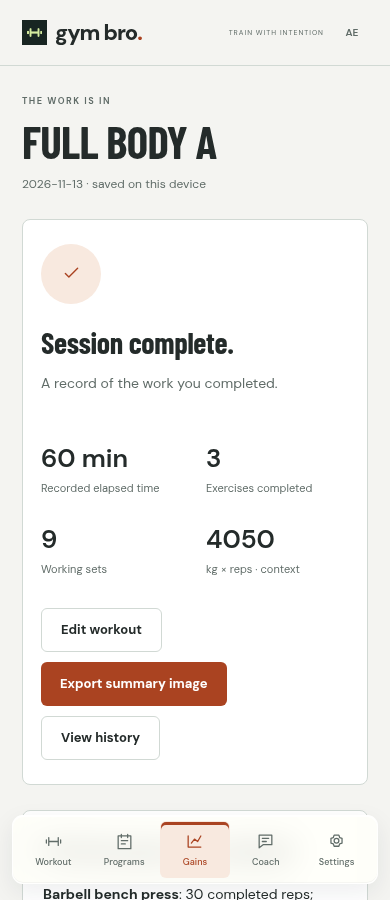 gym bro.
TRAIN WITH INTENTION
AE
THE WORK IS IN
FULL BODY A
2026-11-13 · saved on this device
Session complete.
A record of the work you completed.
60 min
Recorded elapsed time
3
Exercises completed
9
Working sets
4050
kg × reps · context
Edit workout
Export summary image
View history
Workout
Programs
Gains
Coach
Settings
Barbell bench press: 30 completed reps;